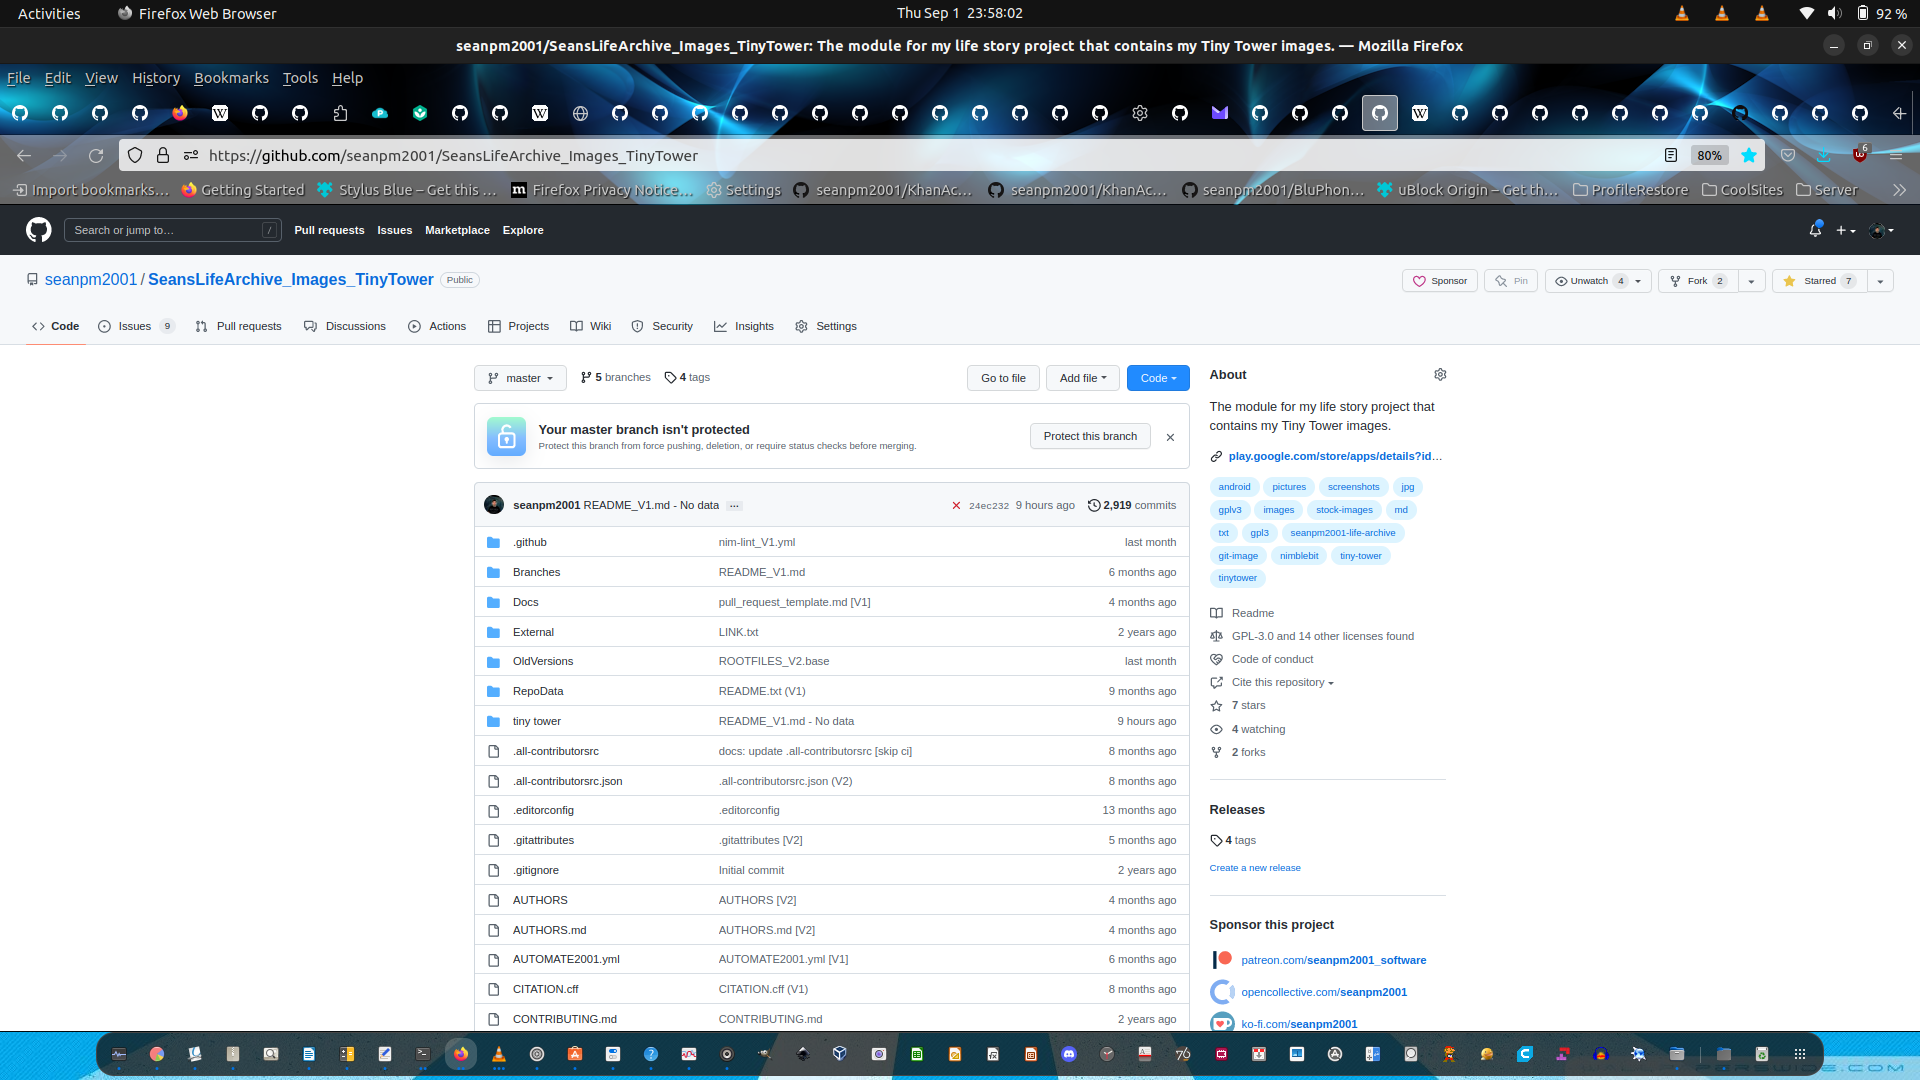 Activities Firefox Web Browser Thu Sep 1 23:58:02 92 %
seanpm2001/SeansLifeArchive_Images_TinyTower: The module for my life story project that contains my Tiny Tower images. — Mozilla Firefox
File Edit View History Bookmarks Tools Help
https://github.com/seanpm2001/SeansLifeArchive_Images_TinyTower 80% 6
Import bookmarks… Getting Started Stylus Blue – Get this … Firefox Privacy Notice… Settings seanpm2001/KhanAc… seanpm2001/KhanAc… seanpm2001/BluPhon… uBlock Origin – Get th… ProfileRestore CoolSites Server
Search or jump to… / Pull requests Issues Marketplace Explore
seanpm2001 / SeansLifeArchive_Images_TinyTower Public Sponsor Pin Unwatch 4 Fork 2 Starred 7
Code Issues 9 Pull requests Discussions Actions Projects Wiki Security Insights Settings
master 5 branches 4 tags Go to file Add file Code
Your master branch isn't protected
Protect this branch from force pushing, deletion, or require status checks before merging.
Protect this branch
seanpm2001 README_V1.md - No data … 24ec232 9 hours ago 2,919 commits
.github nim-lint_V1.yml last month
Branches README_V1.md 6 months ago
Docs pull_request_template.md [V1] 4 months ago
External LINK.txt 2 years ago
OldVersions ROOTFILES_V2.base last month
RepoData README.txt (V1) 9 months ago
tiny tower README_V1.md - No data 9 hours ago
.all-contributorsrc docs: update .all-contributorsrc [skip ci] 8 months ago
.all-contributorsrc.json .all-contributorsrc.json (V2) 8 months ago
.editorconfig .editorconfig 13 months ago
.gitattributes .gitattributes [V2] 5 months ago
.gitignore Initial commit 2 years ago
AUTHORS AUTHORS [V2] 4 months ago
AUTHORS.md AUTHORS.md [V2] 4 months ago
AUTOMATE2001.yml AUTOMATE2001.yml [V1] 6 months ago
CITATION.cff CITATION.cff (V1) 8 months ago
CONTRIBUTING.md CONTRIBUTING.md 2 years ago
About
The module for my life story project that
contains my Tiny Tower images.
play.google.com/store/apps/details?id…
android pictures screenshots jpg
gplv3 images stock-images md
txt gpl3 seanpm2001-life-archive
git-image nimblebit tiny-tower
tinytower
Readme
GPL-3.0 and 14 other licenses found
Code of conduct
Cite this repository
7 stars
4 watching
2 forks
Releases
4 tags
Create a new release
Sponsor this project
patreon.com/seanpm2001_software
opencollective.com/seanpm2001
ko-fi.com/seanpm2001